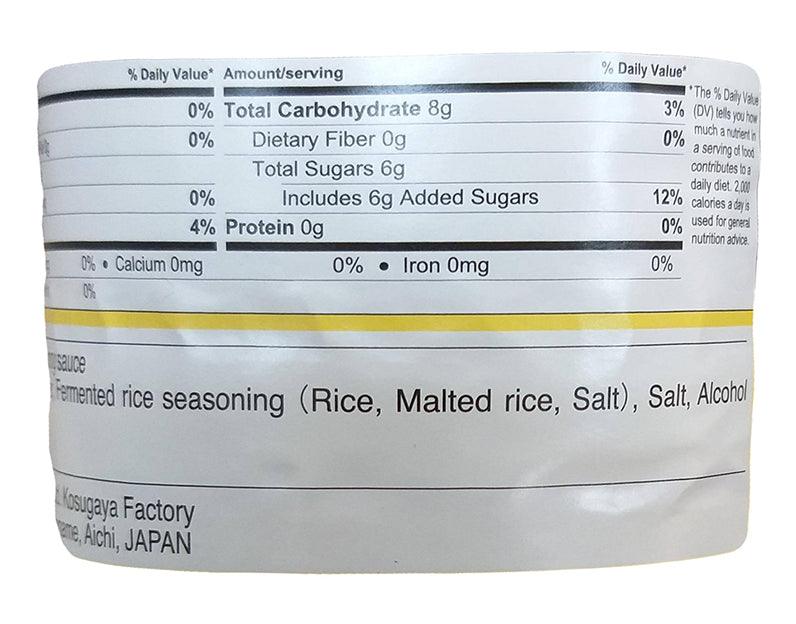 % Daily Value* Amount/serving % Daily Value*
0% Total Carbohydrate 8g 3%
0% Dietary Fiber 0g 0%
Total Sugars 6g
0% Includes 6g Added Sugars 12%
4% Protein 0g 0%
0% • Calcium 0mg 0% • Iron 0mg 0%
0%
*The % Daily Value
(DV) tells you how
much a nutrient in
a serving of food
contributes to a
daily diet. 2,000
calories a day is
used for general
nutrition advice.
sauce
Fermented rice seasoning (Rice, Malted rice, Salt), Salt, Alcohol
Kosugaya Factory
Aichi, JAPAN